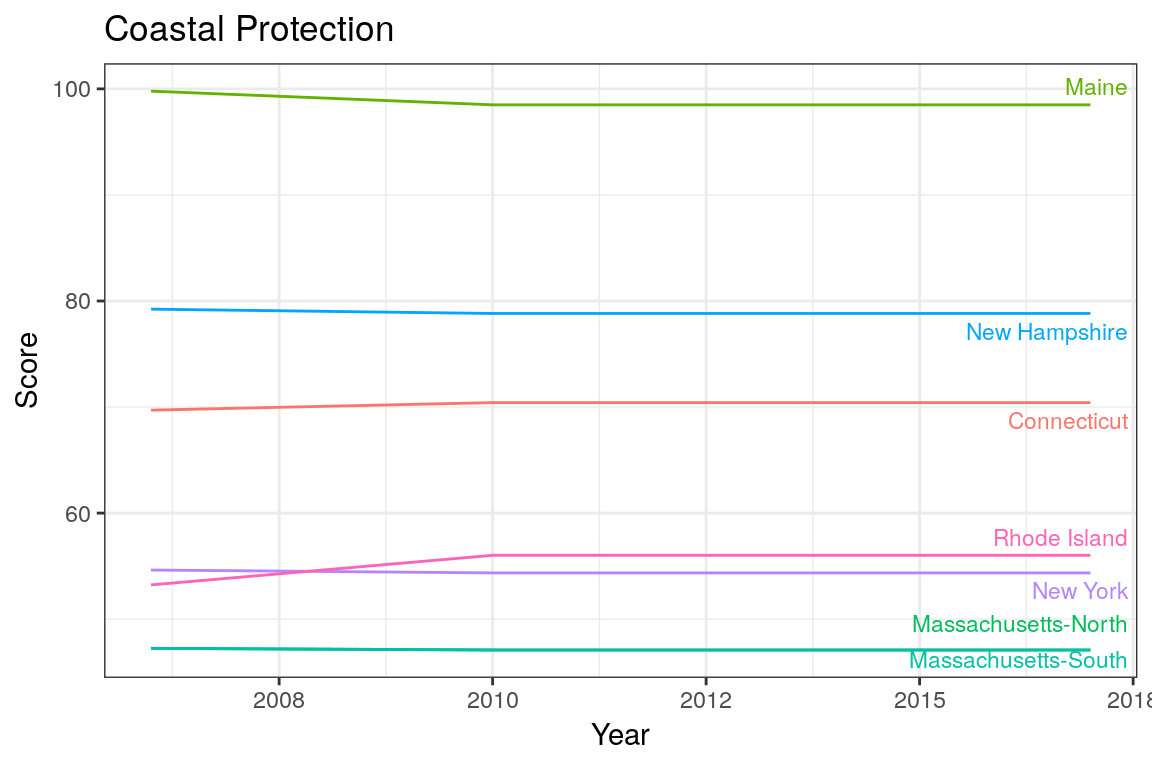 Coastal Protection
100
80
60
Score
Maine
New Hampshire
Connecticut
Rhode Island
New York
Massachusetts-North
Massachusetts-South
2008
2010
2012
2015
2018
Year